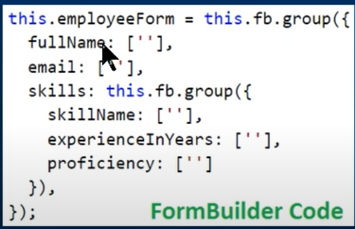 this.employeeForm = this.fb.group({
  fullName: [''],
  email: [''],
  skills: this.fb.group({
    skillName: [''],
    experienceInYears: [''],
    proficiency: ['']
  }),
});
FormBuilder Code